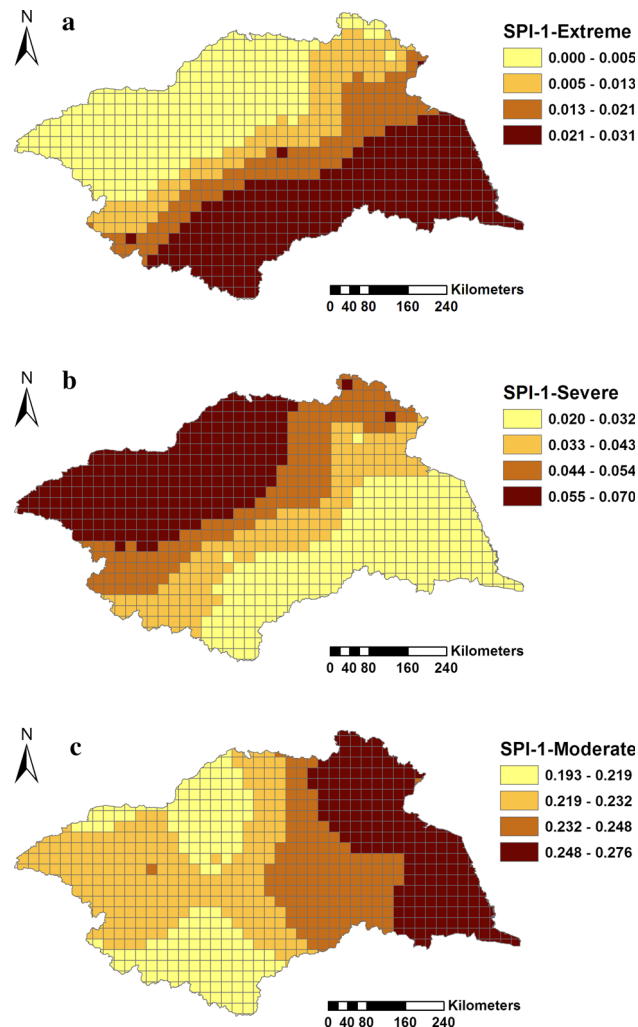 a
N
SPI-1-Extreme
0.000 - 0.005
0.005 - 0.013
0.013 - 0.021
0.021 - 0.031
Kilometers
0 40 80 160 240
b
N
SPI-1-Severe
0.020 - 0.032
0.033 - 0.043
0.044 - 0.054
0.055 - 0.070
Kilometers
0 40 80 160 240
c
N
SPI-1-Moderate
0.193 - 0.219
0.219 - 0.232
0.232 - 0.248
0.248 - 0.276
Kilometers
0 40 80 160 240